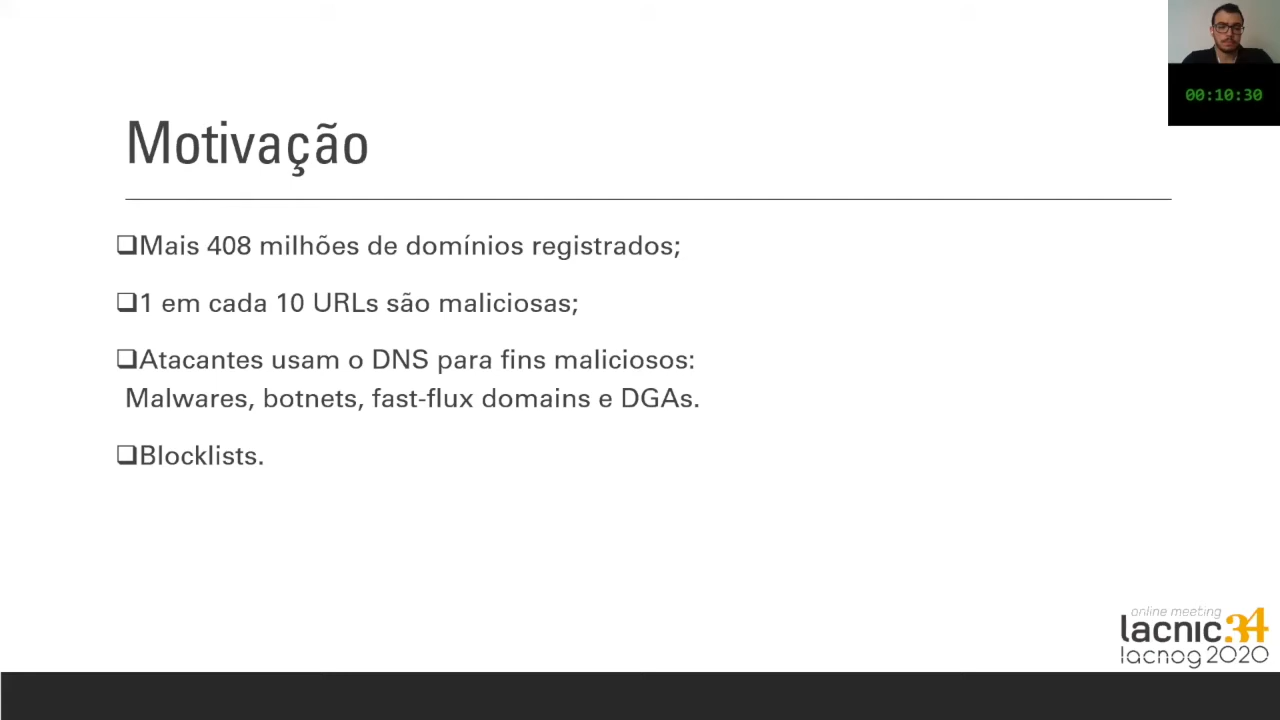 00:10:30
Motivação
❑Mais 408 milhões de domínios registrados;
❑1 em cada 10 URLs são maliciosas;
❑Atacantes usam o DNS para fins maliciosos:
Malwares, botnets, fast-flux domains e DGAs.
❑Blocklists.
online meeting
lacnic34
lacnog 2020